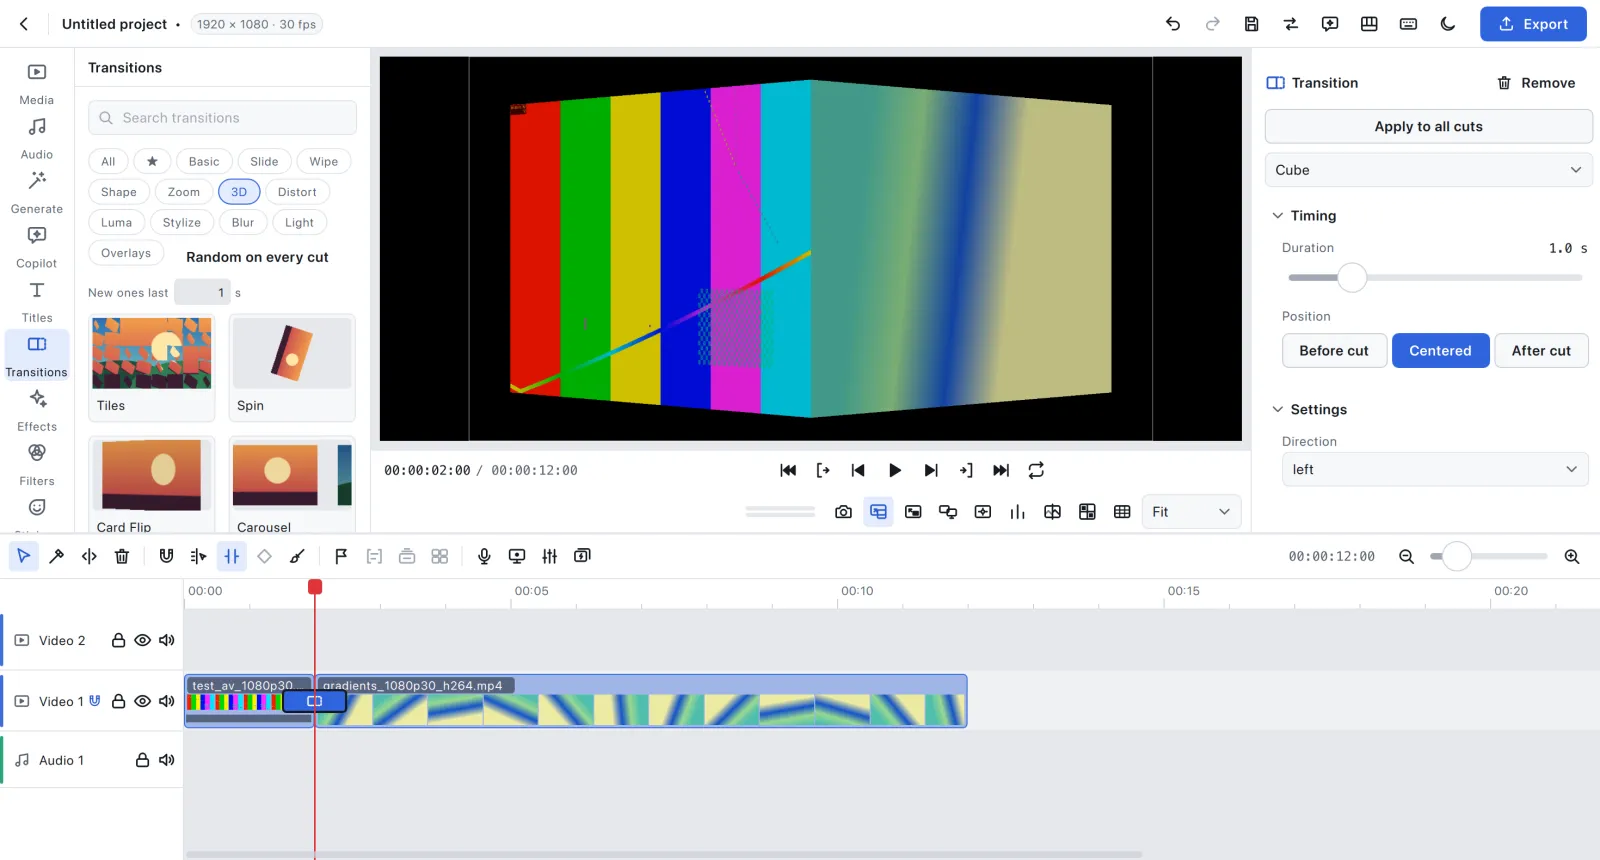 Untitled project •
1920 × 1080 · 30 fps
Export
Media
Audio
Generate
Copilot
Titles
Transitions
Effects
Filters
Transitions
Search transitions
All
Basic
Slide
Wipe
Shape
Zoom
3D
Distort
Luma
Stylize
Blur
Light
Overlays
Random on every cut
New ones last 1 s
Tiles
Spin
Card Flip
Carousel
00:00:02:00 / 00:00:12:00
Fit
Transition
Remove
Apply to all cuts
Cube
Timing
Duration 1.0 s
Position
Before cut
Centered
After cut
Settings
Direction
left
00:00:12:00
00:00
00:05
00:10
00:15
00:20
Video 2
Video 1
test_av_1080p30...
gradients_1080p30_h264.mp4
Audio 1